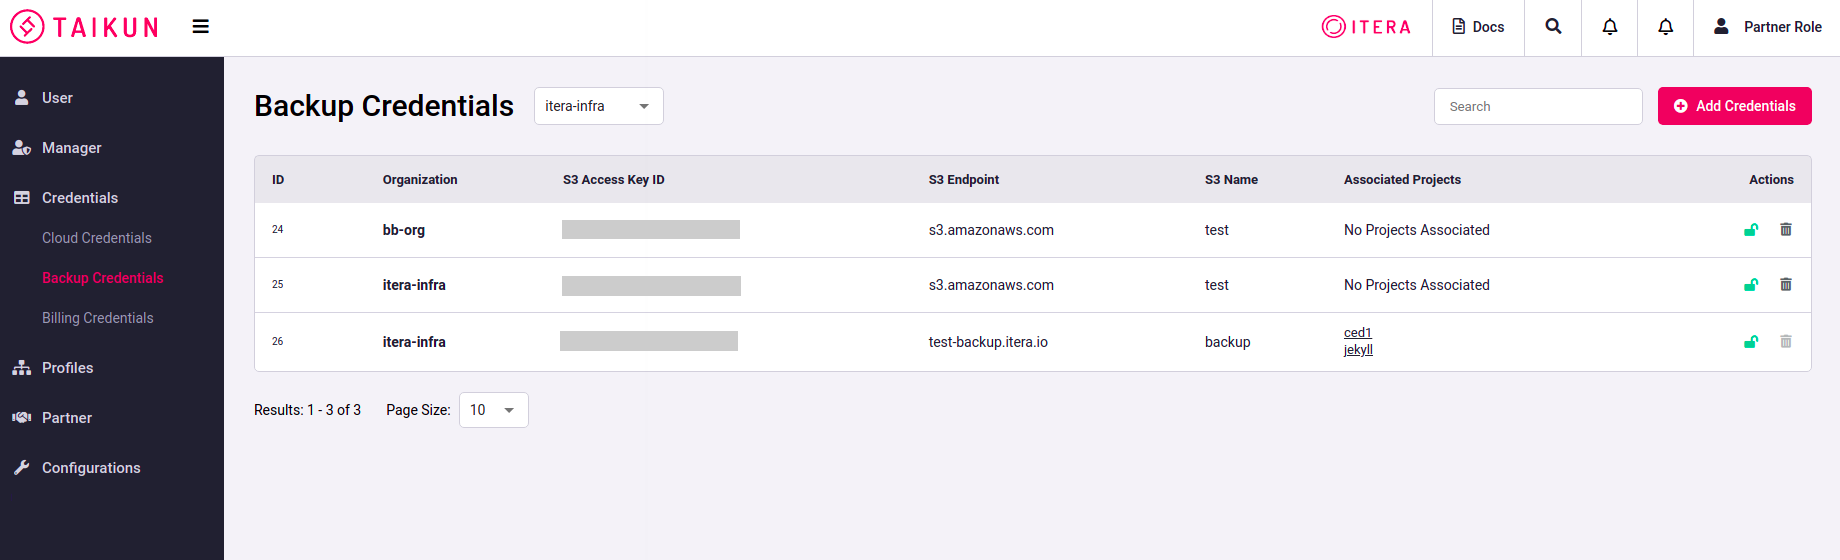 TAIKUN
ITERA
Docs
Partner Role
User
Manager
Credentials
Cloud Credentials
Backup Credentials
Billing Credentials
Profiles
Partner
Configurations
Backup Credentials
itera-infra
Search
Add Credentials
ID Organization S3 Access Key ID S3 Endpoint S3 Name Associated Projects Actions
24 bb-org s3.amazonaws.com test No Projects Associated
25 itera-infra s3.amazonaws.com test No Projects Associated
26 itera-infra test-backup.itera.io backup ced1
jekyll
Results: 1 - 3 of 3 Page Size: 10